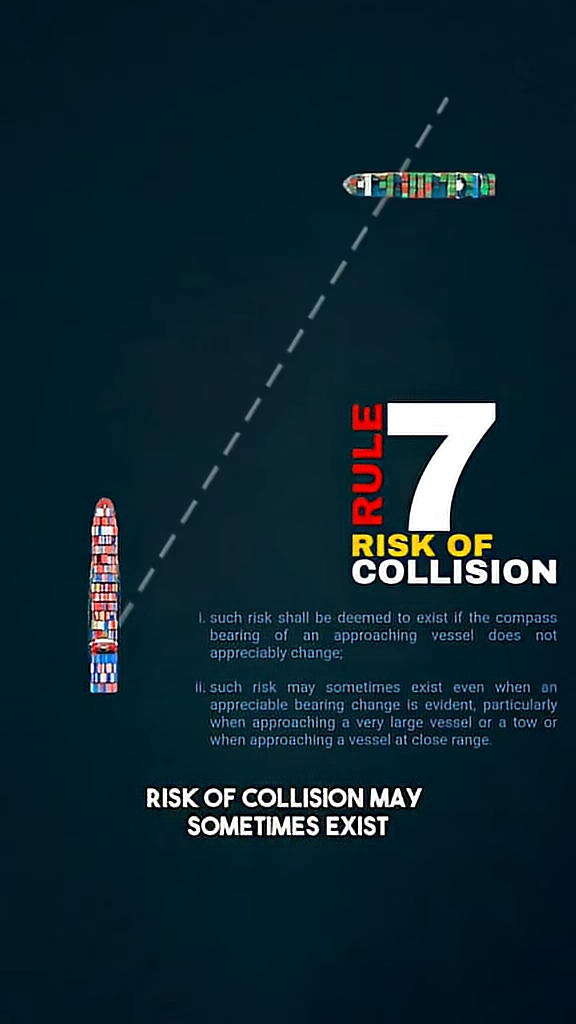 RULE 7
RISK OF
COLLISION
i. such risk shall be deemed to exist if the compass
bearing of an approaching vessel does not
appreciably change;
ii. such risk may sometimes exist even when an
appreciable bearing change is evident, particularly
when approaching a very large vessel or a tow or
when approaching a vessel at close range.
RISK OF COLLISION MAY
SOMETIMES EXIST